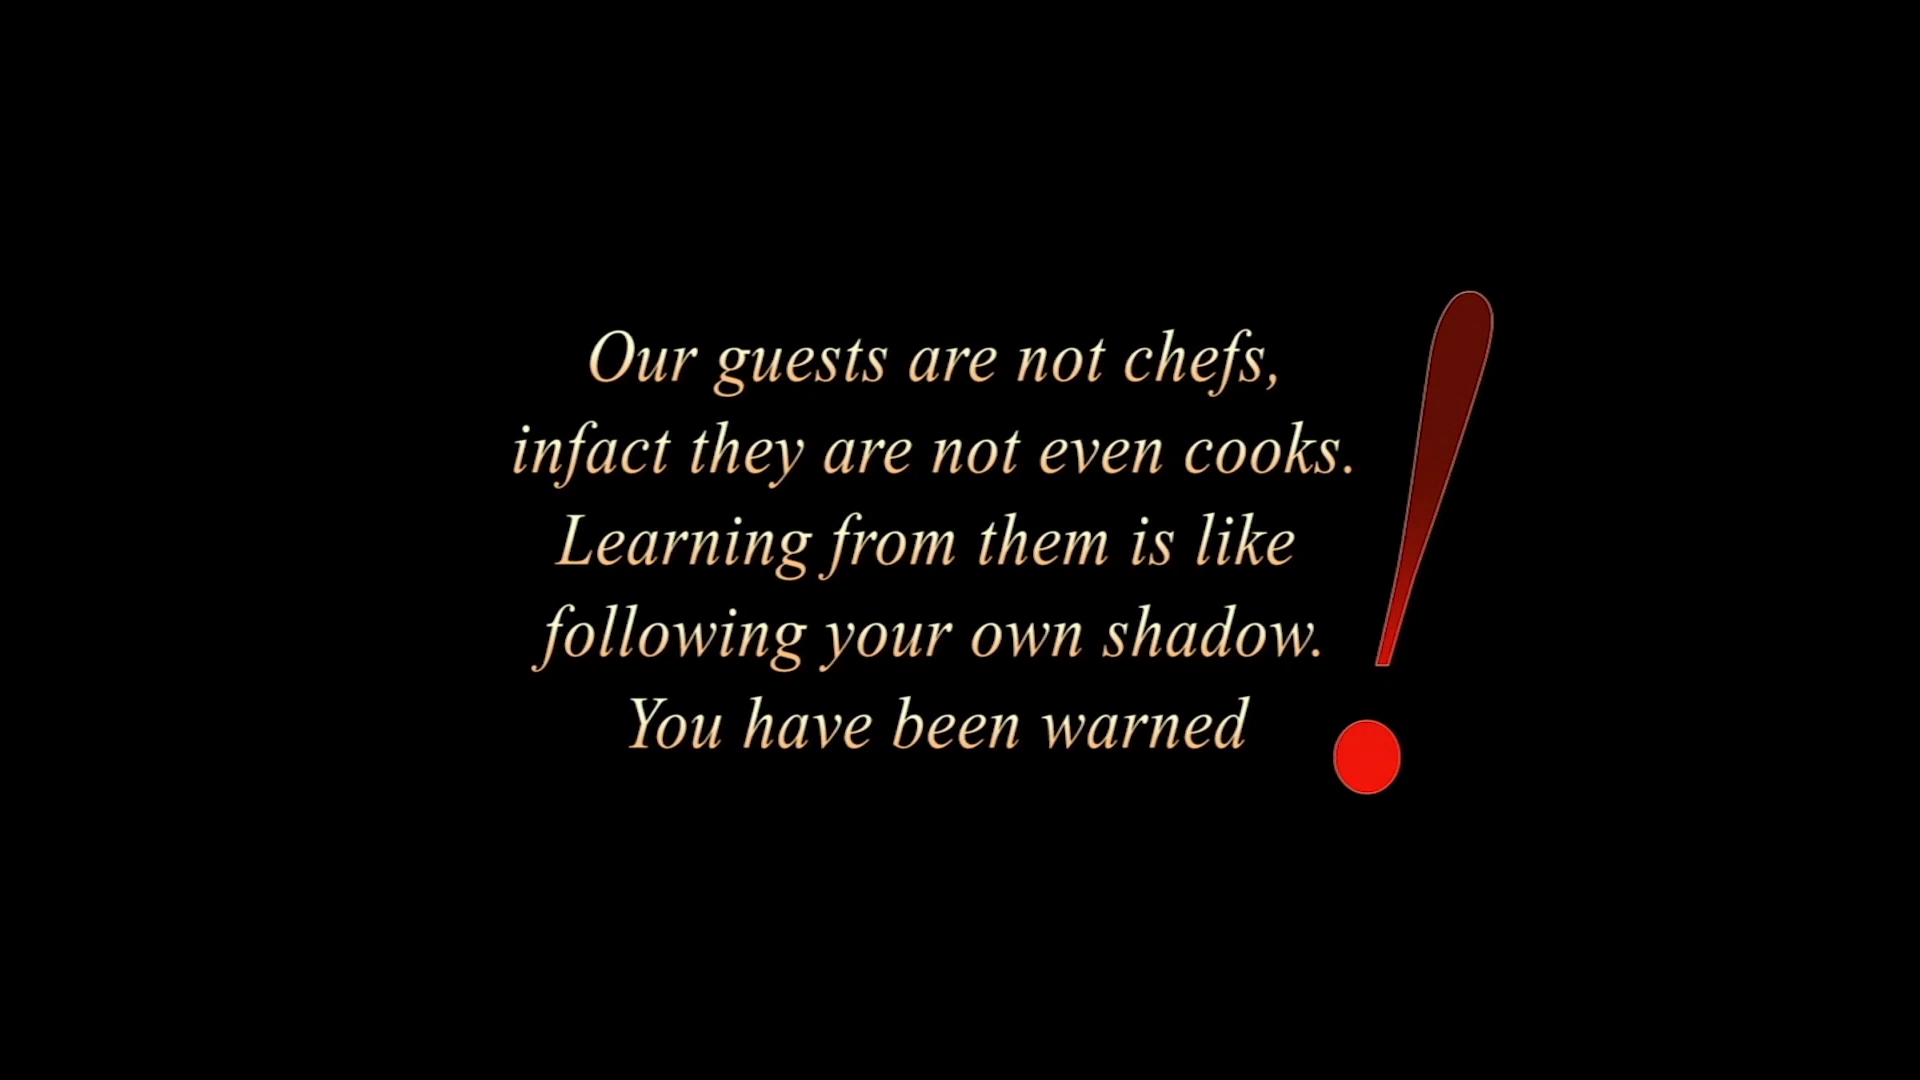 Our guests are not chefs,
infact they are not even cooks.
Learning from them is like
following your own shadow.
You have been warned!